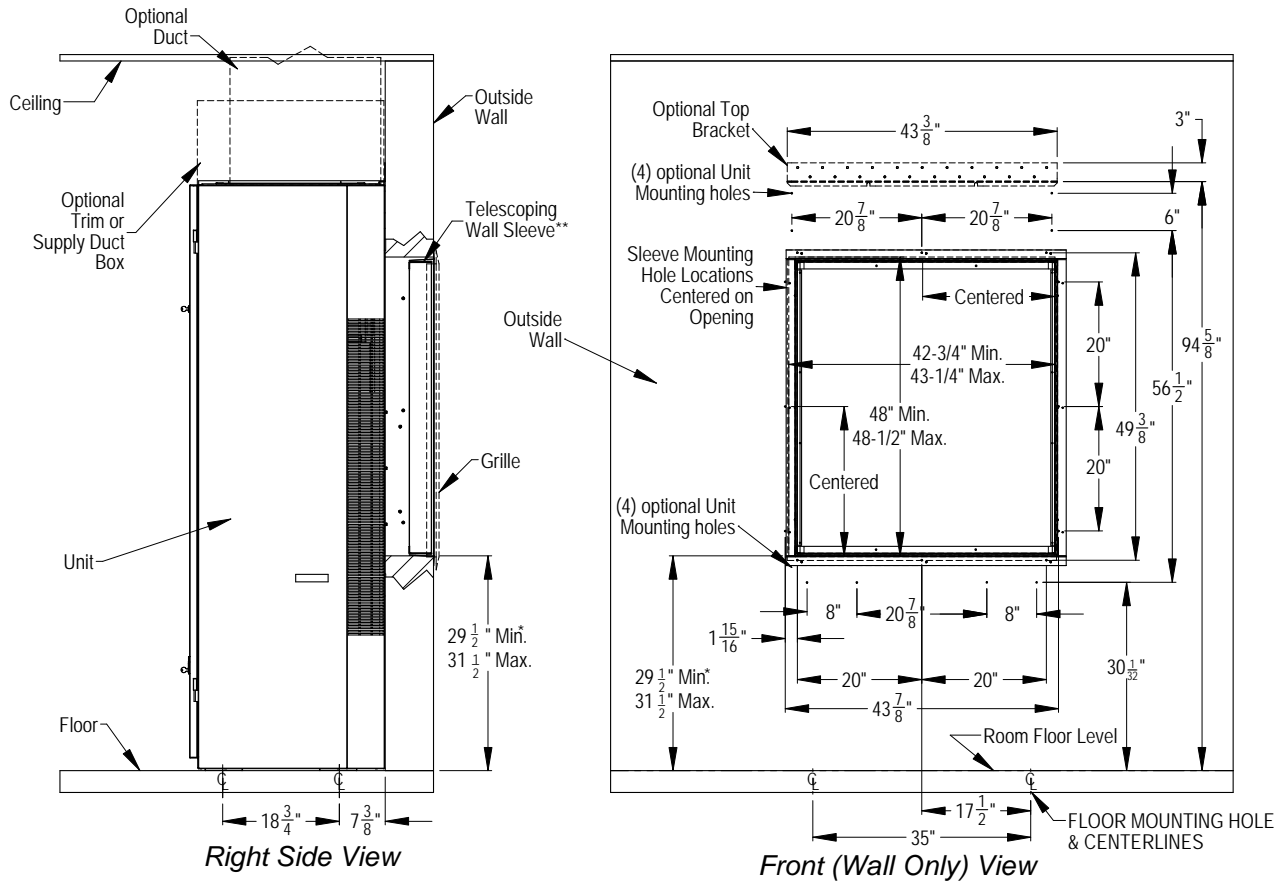 Optional
Duct
Ceiling
Outside
Wall
Optional
Trim or
Supply Duct
Box
Telescoping
Wall Sleeve**
Grille
Unit
29 1/2" Min*.
31 1/2" Max.
Floor
C L
C L
18 3/4"
7 3/8"
Right Side View
Optional Top
Bracket
43 3/8"
3"
(4) optional Unit
Mounting holes
20 7/8"
20 7/8"
6"
Sleeve Mounting
Hole Locations
Centered on
Opening
Centered
Outside
Wall
42-3/4" Min.
43-1/4" Max.
20"
94 5/8"
56 1/2"
48" Min.
48-1/2" Max.
49 3/8"
20"
Centered
(4) optional Unit
Mounting holes
8"
20 7/8"
8"
1 15/16"
29 1/2" Min*.
31 1/2" Max.
20"
20"
30 1/32"
43 7/8"
Room Floor Level
C L
C L
17 1/2"
35"
FLOOR MOUNTING HOLE
& CENTERLINES
Front (Wall Only) View